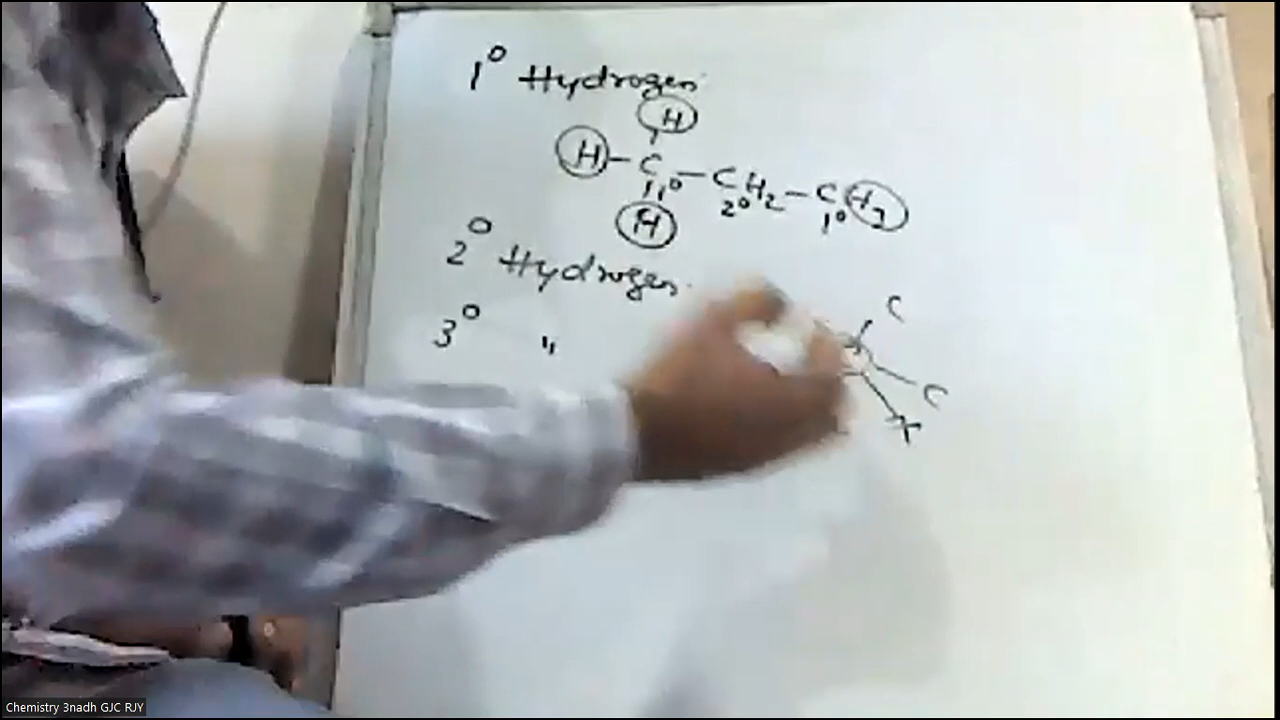 1° Hydrogen
H
H - C - CH2 - CH3
1° 2° 1°
H
2° Hydrogen
3° "
C
C
X
Chemistry 3nadh GJC RJY